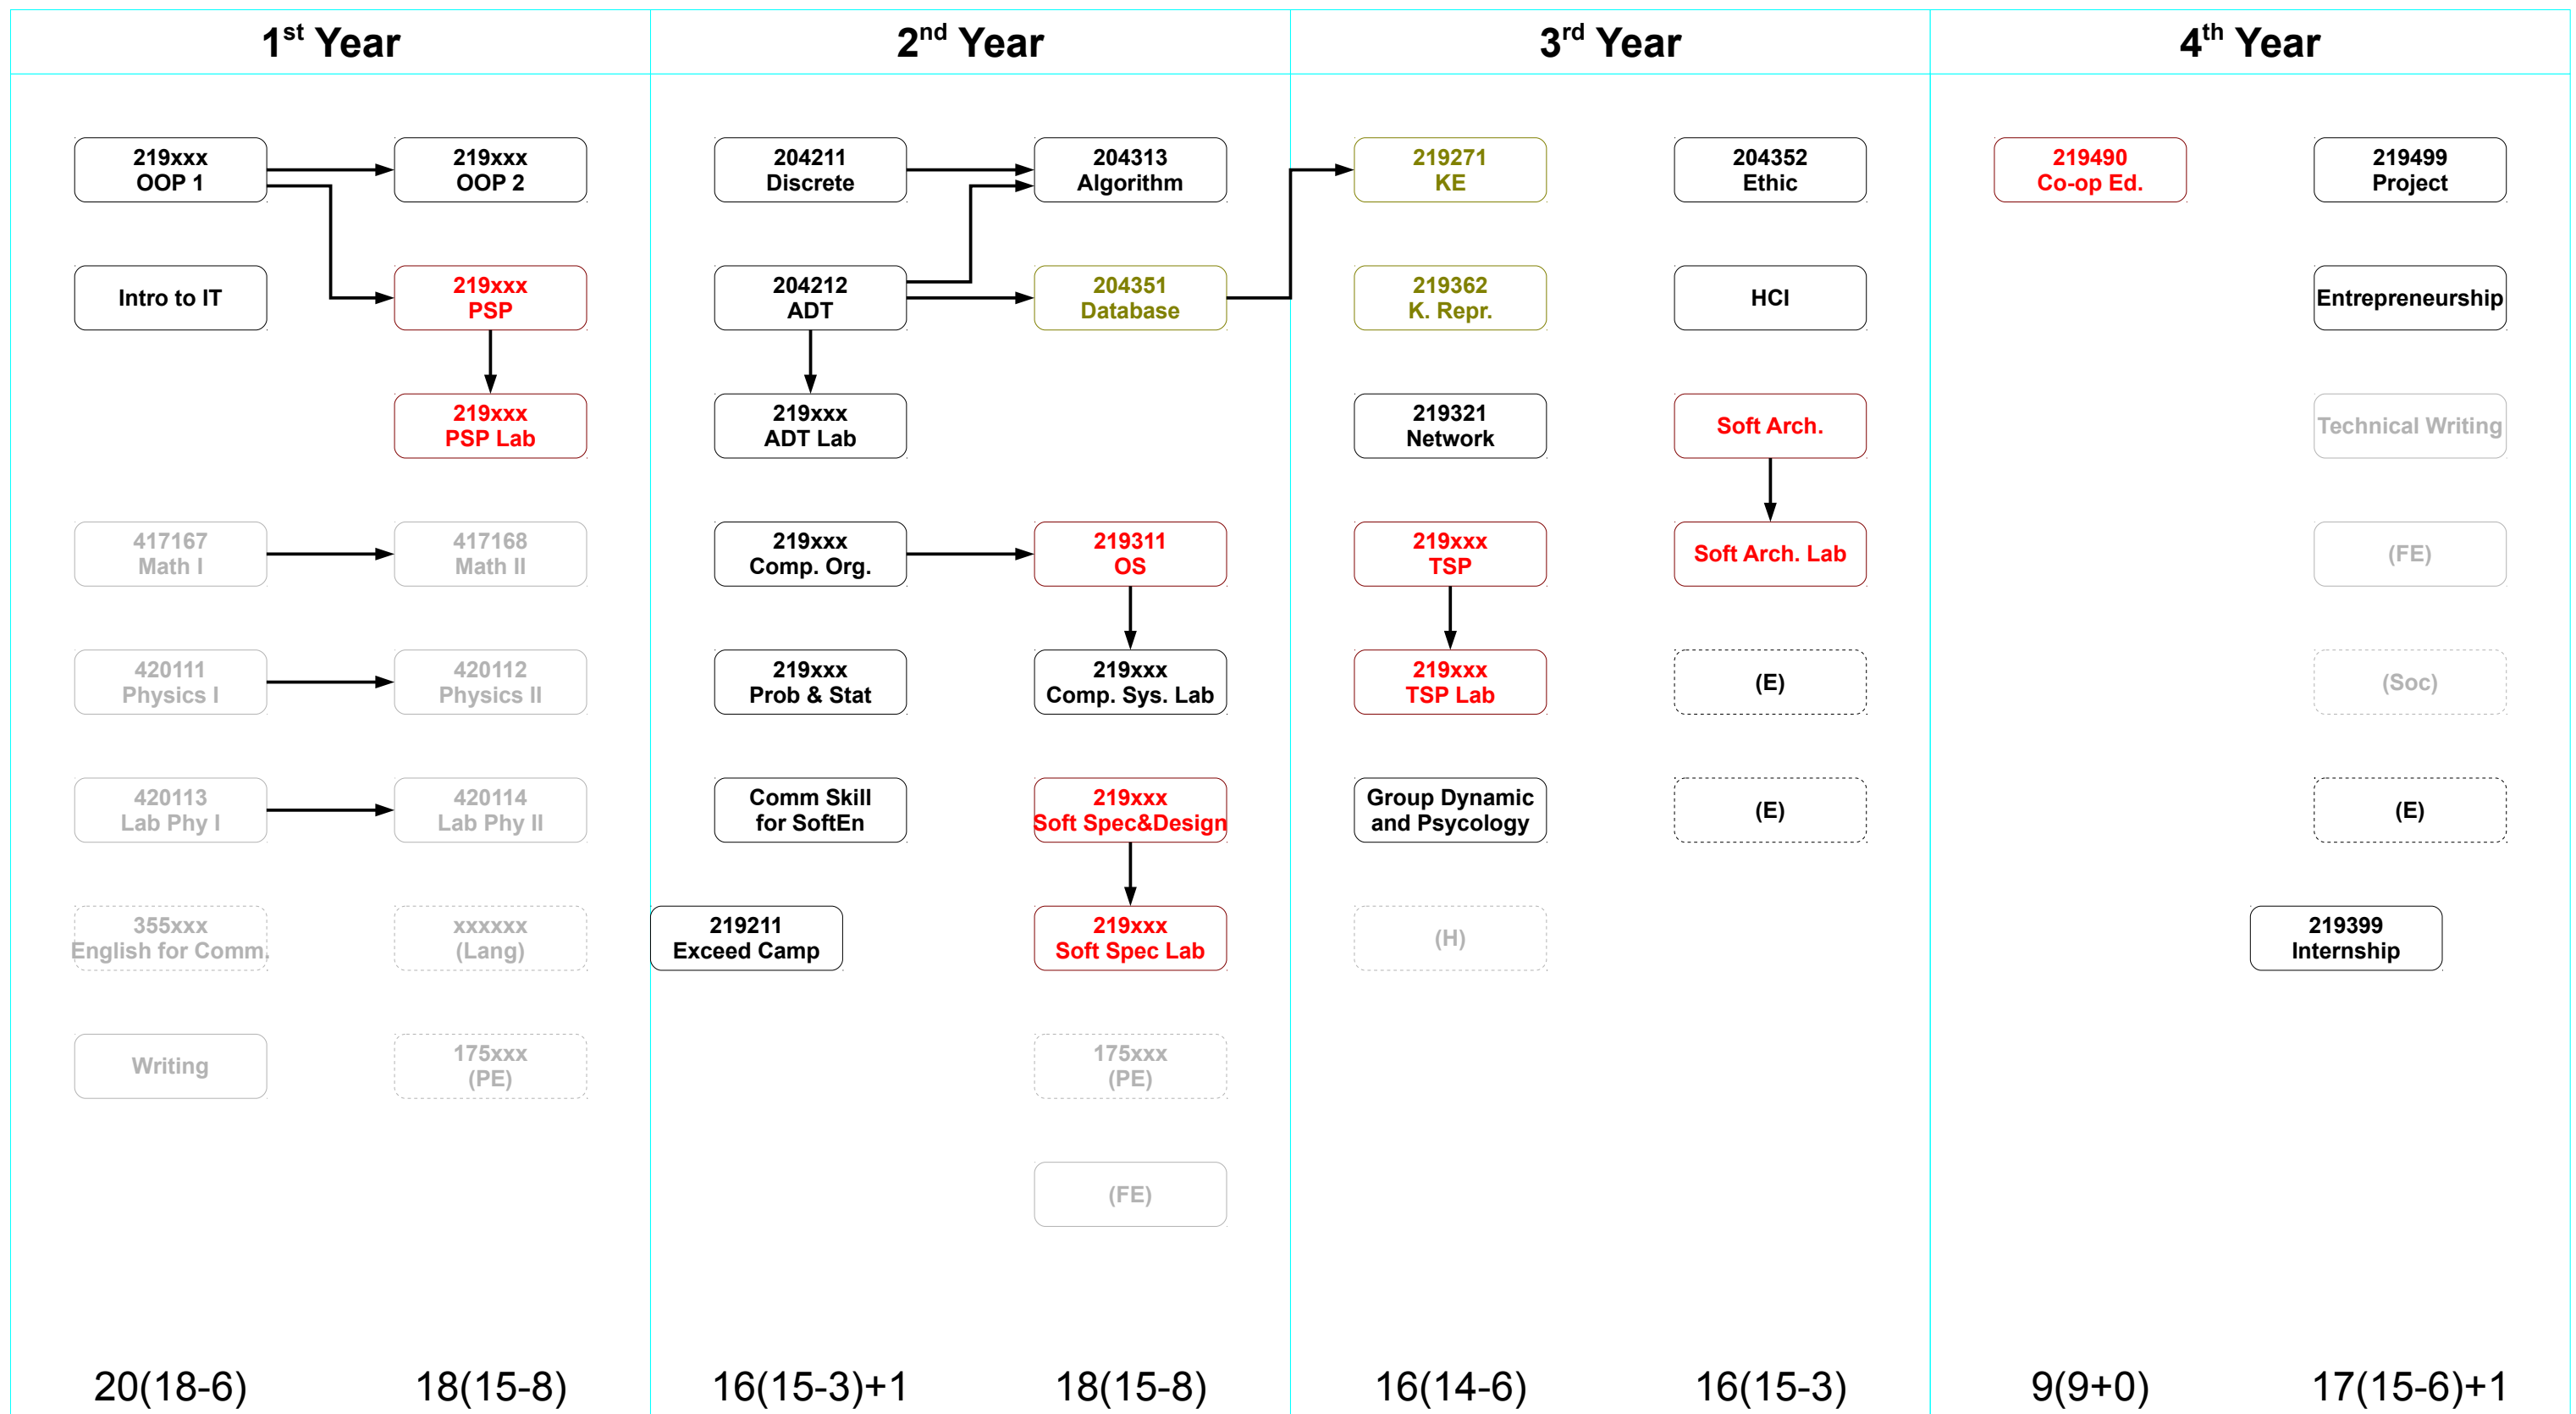 1st Year
2nd Year
3rd Year
4th Year
219xxx
OOP 1
219xxx
OOP 2
204211
Discrete
204313
Algorithm
219271
KE
204352
Ethic
219490
Co-op Ed.
219499
Project
Intro to IT
219xxx
PSP
204212
ADT
204351
Database
219362
K. Repr.
HCI
Entrepreneurship
219xxx
PSP Lab
219xxx
ADT Lab
219321
Network
Soft Arch.
Technical Writing
417167
Math I
417168
Math II
219xxx
Comp. Org.
219311
OS
219xxx
TSP
Soft Arch. Lab
(FE)
420111
Physics I
420112
Physics II
219xxx
Prob & Stat
219xxx
Comp. Sys. Lab
219xxx
TSP Lab
(E)
(Soc)
420113
Lab Phy I
420114
Lab Phy II
Comm Skill
for SoftEn
219xxx
Soft Spec&Design
Group Dynamic
and Psycology
(E)
(E)
355xxx
English for Comm.
xxxxxx
(Lang)
219211
Exceed Camp
219xxx
Soft Spec Lab
(H)
219399
Internship
Writing
175xxx
(PE)
175xxx
(PE)
(FE)
20(18-6)
18(15-8)
16(15-3)+1
18(15-8)
16(14-6)
16(15-3)
9(9+0)
17(15-6)+1